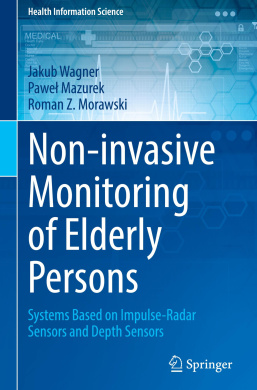 Health Information Science
MEDICAL
Jakub Wagner
Paweł Mazurek
Roman Z. Morawski
Non-invasive
Monitoring
of Elderly
Persons
Systems Based on Impulse-Radar
Sensors and Depth Sensors
Springer